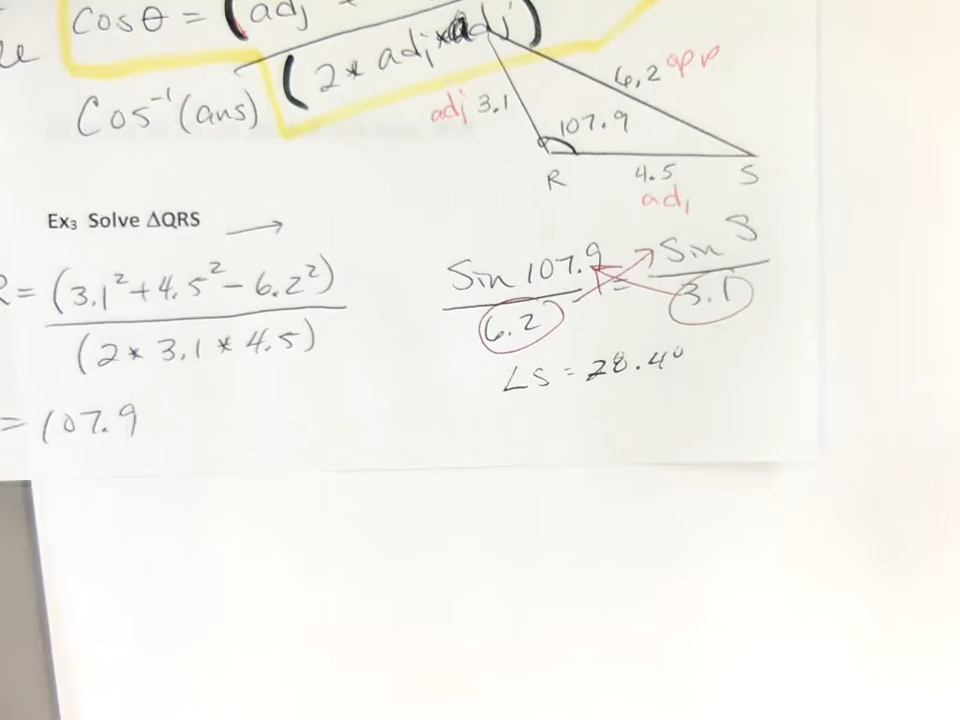 Cosθ = (adj
(2 * adj * adj)
Cos⁻¹(ans)
adj 3.1
6.2 opp
107.9
R 4.5 S
adj
Ex3 Solve ΔQRS
R = (3.1² + 4.5² - 6.2²)
(2 * 3.1 * 4.5)
= 107.9
Sin 107.9 = Sin S
6.2 3.1
∠S = 28.4°